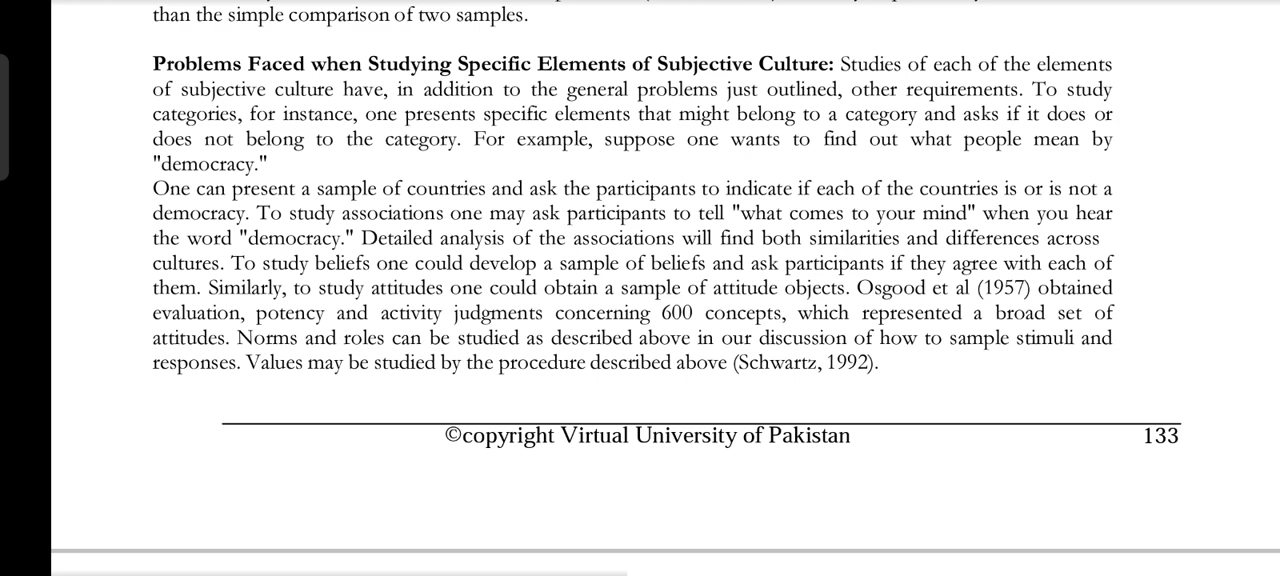 than the simple comparison of two samples.
Problems Faced when Studying Specific Elements of Subjective Culture: Studies of each of the elements
of subjective culture have, in addition to the general problems just outlined, other requirements. To study
categories, for instance, one presents specific elements that might belong to a category and asks if it does or
does not belong to the category. For example, suppose one wants to find out what people mean by
"democracy."
One can present a sample of countries and ask the participants to indicate if each of the countries is or is not a
democracy. To study associations one may ask participants to tell "what comes to your mind" when you hear
the word "democracy." Detailed analysis of the associations will find both similarities and differences across
cultures. To study beliefs one could develop a sample of beliefs and ask participants if they agree with each of
them. Similarly, to study attitudes one could obtain a sample of attitude objects. Osgood et al (1957) obtained
evaluation, potency and activity judgments concerning 600 concepts, which represented a broad set of
attitudes. Norms and roles can be studied as described above in our discussion of how to sample stimuli and
responses. Values may be studied by the procedure described above (Schwartz, 1992).
©copyright Virtual University of Pakistan 133